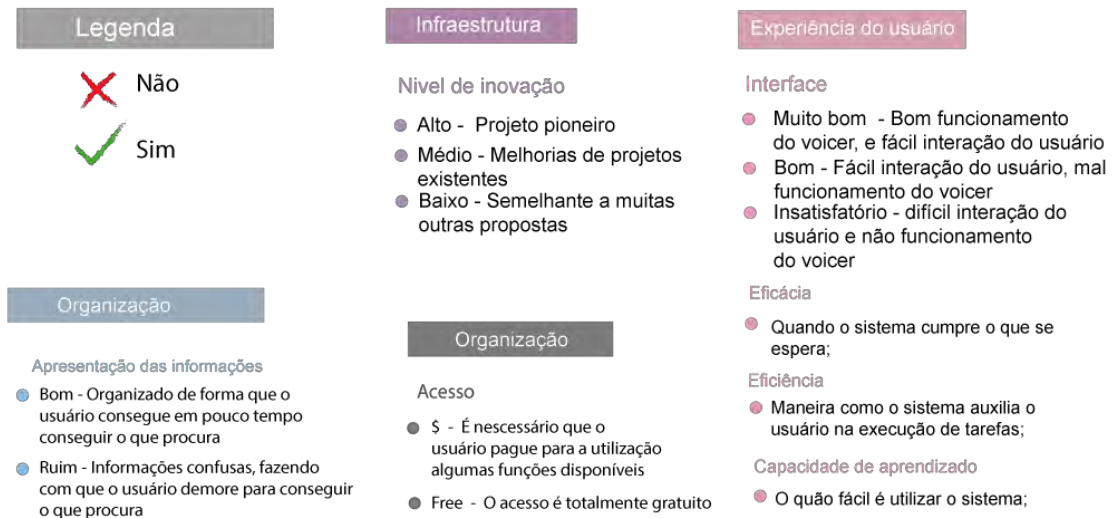 Legenda
Não
Sim
Infraestrutura
Nivel de inovação
Alto - Projeto pioneiro
Médio - Melhorias de projetos
existentes
Baixo - Semelhante a muitas
outras propostas
Experiência do usuário
Interface
Muito bom - Bom funcionamento
do voicer, e fácil interação do usuário
Bom - Fácil interação do usuário, mal
funcionamento do voicer
Insatisfatório - difícil interação do
usuário e não funcionamento
do voicer
Eficácia
Quando o sistema cumpre o que se
espera;
Eficiência
Maneira como o sistema auxilia o
usuário na execução de tarefas;
Capacidade de aprendizado
O quão fácil é utilizar o sistema;
Organização
Apresentação das informações
Bom - Organizado de forma que o
usuário consegue em pouco tempo
conseguir o que procura
Ruim - Informações confusas, fazendo
com que o usuário demore para conseguir
o que procura
Organização
Acesso
$ - É nescessário que o
usuário pague para a utilização
algumas funções disponíveis
Free - O acesso é totalmente gratuito